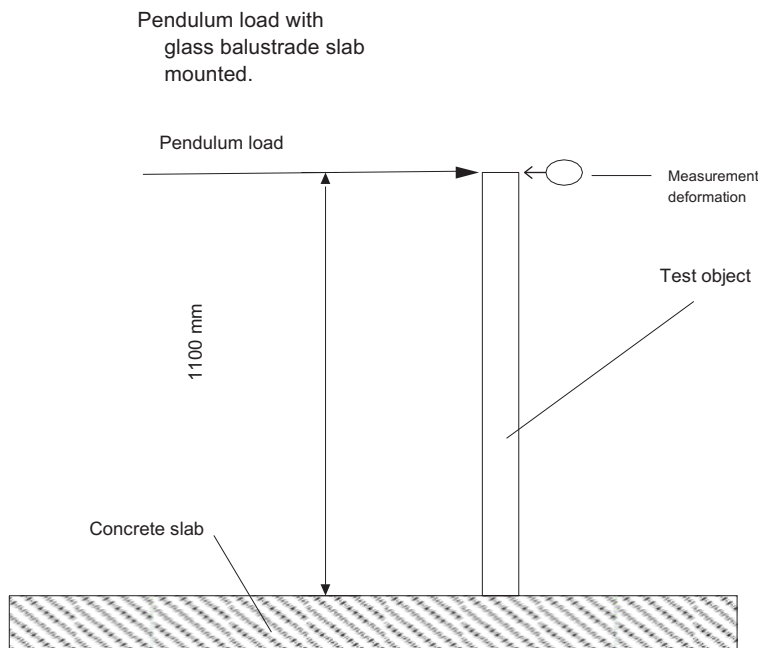 Pendulum load with
glass balustrade slab
mounted.
Pendulum load
Measurement
deformation
Test object
1100 mm
Concrete slab